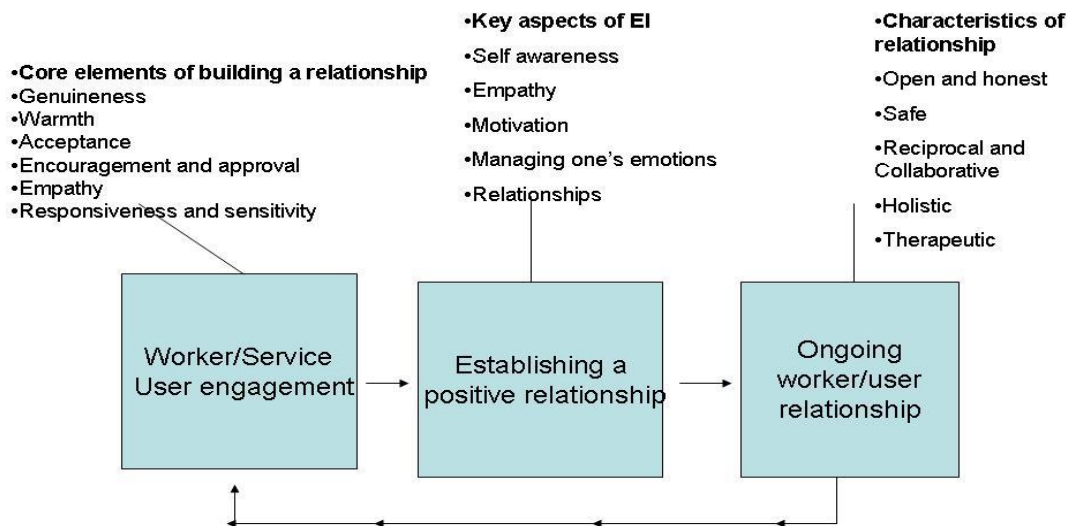 •Core elements of building a relationship
•Genuineness
•Warmth
•Acceptance
•Encouragement and approval
•Empathy
•Responsiveness and sensitivity
•Key aspects of EI
•Self awareness
•Empathy
•Motivation
•Managing one's emotions
•Relationships
•Characteristics of
relationship
•Open and honest
•Safe
•Reciprocal and
Collaborative
•Holistic
•Therapeutic
Worker/Service
User engagement
Establishing a
positive relationship
Ongoing
worker/user
relationship